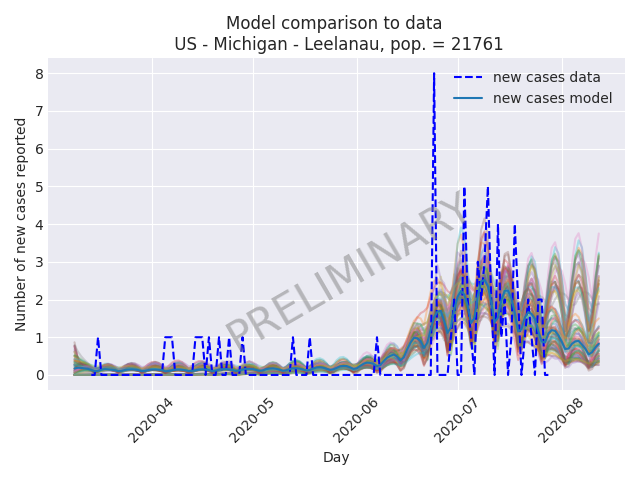 Model comparison to data
US - Michigan - Leelanau, pop. = 21761
new cases data
new cases model
PRELIMINARY
Number of new cases reported
8
7
6
5
4
3
2
1
0
2020-04
2020-05
2020-06
2020-07
2020-08
Day